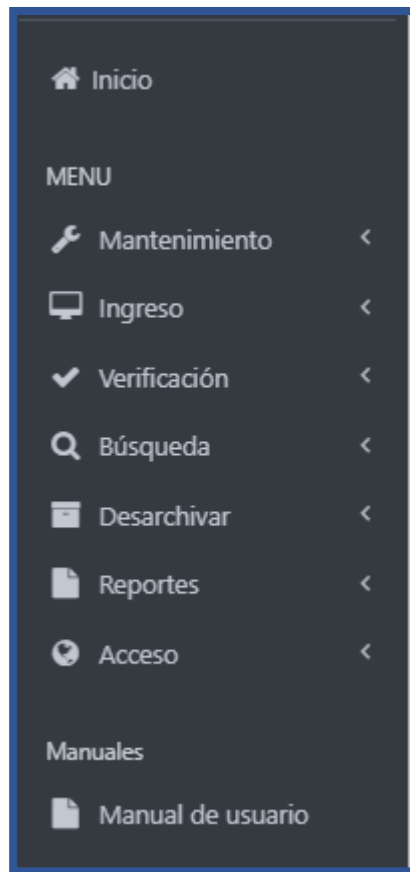 Inicio
MENU
Mantenimiento
Ingreso
Verificación
Búsqueda
Desarchivar
Reportes
Acceso
Manuales
Manual de usuario